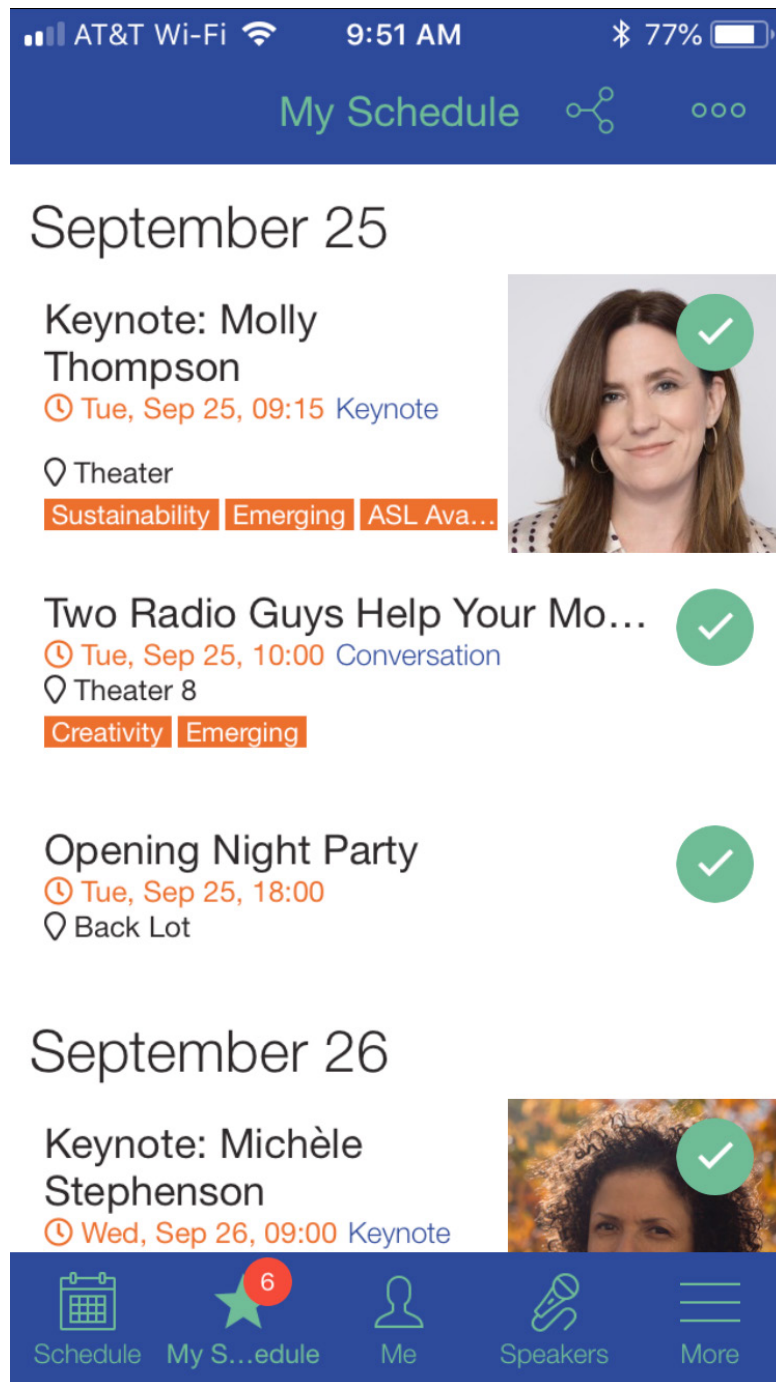 AT&T Wi-Fi 9:51 AM 77%
My Schedule
September 25
Keynote: Molly
Thompson
Tue, Sep 25, 09:15 Keynote
Theater
Sustainability Emerging ASL Ava...
Two Radio Guys Help Your Mo...
Tue, Sep 25, 10:00 Conversation
Theater 8
Creativity Emerging
Opening Night Party
Tue, Sep 25, 18:00
Back Lot
September 26
Keynote: Michèle
Stephenson
Wed, Sep 26, 09:00 Keynote
6
Schedule My S...edule Me Speakers More